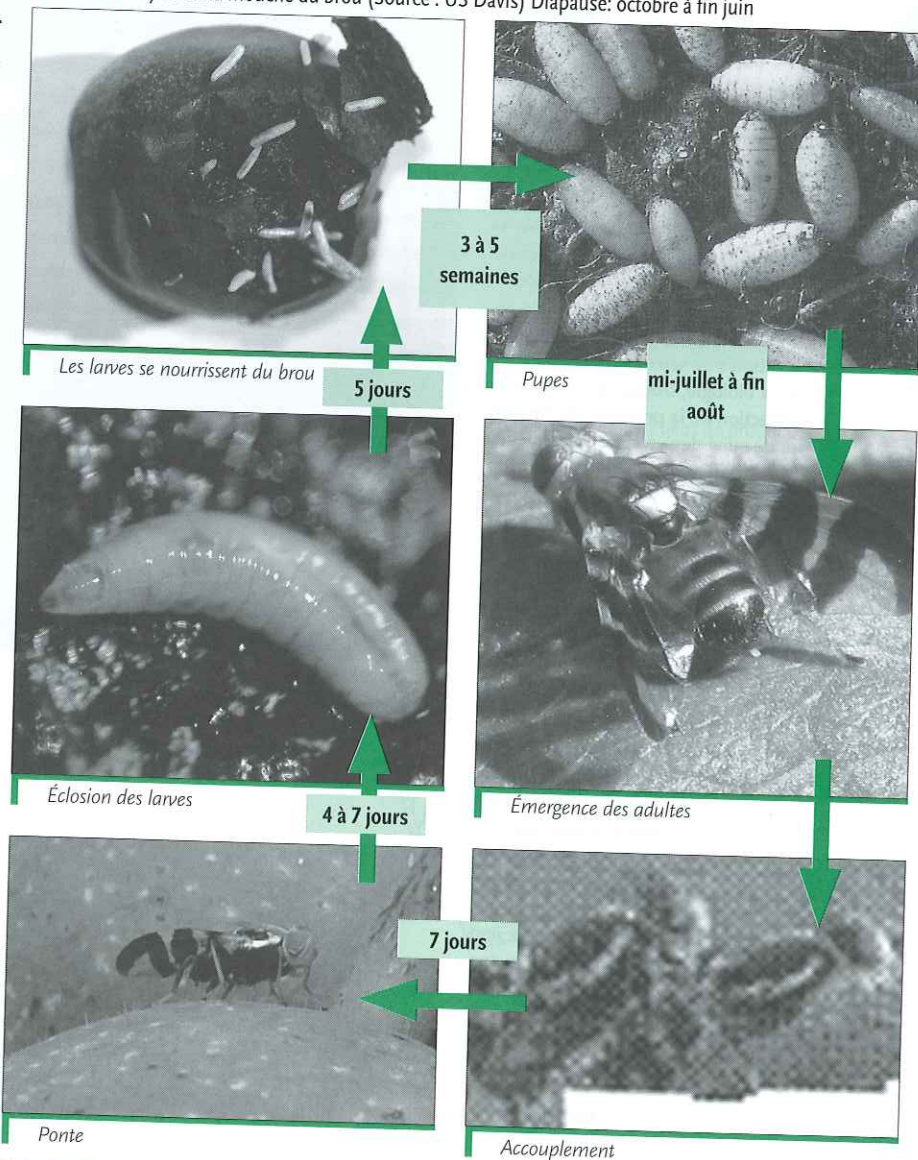 mouche du brou (Source : US Davis) Diapause: octobre à fin juin
3 à 5
semaines
Les larves se nourrissent du brou
5 jours
Pupes
mi-juillet à fin
août
Éclosion des larves
4 à 7 jours
Émergence des adultes
7 jours
Ponte
Accouplement